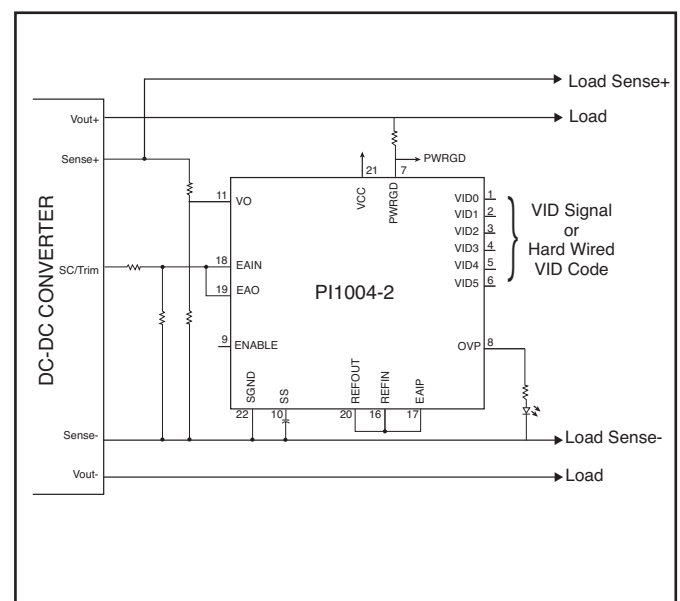 Load Sense+
Vout+
Load
Sense+
PWRGD
21
7
VCC
PWRGD
11
VO
VID0
1
VID1
2
VID2
3
VID3
4
VID4
5
VID5
6
VID Signal
or
Hard Wired
VID Code
DC-DC CONVERTER
SC/Trim
18
EAIN
19
EAO
PI1004-2
9
ENABLE
OVP
8
SGND
SS
REFOUT
REFIN
EAIP
22
10
20
16
17
Sense-
Load Sense-
Vout-
Load